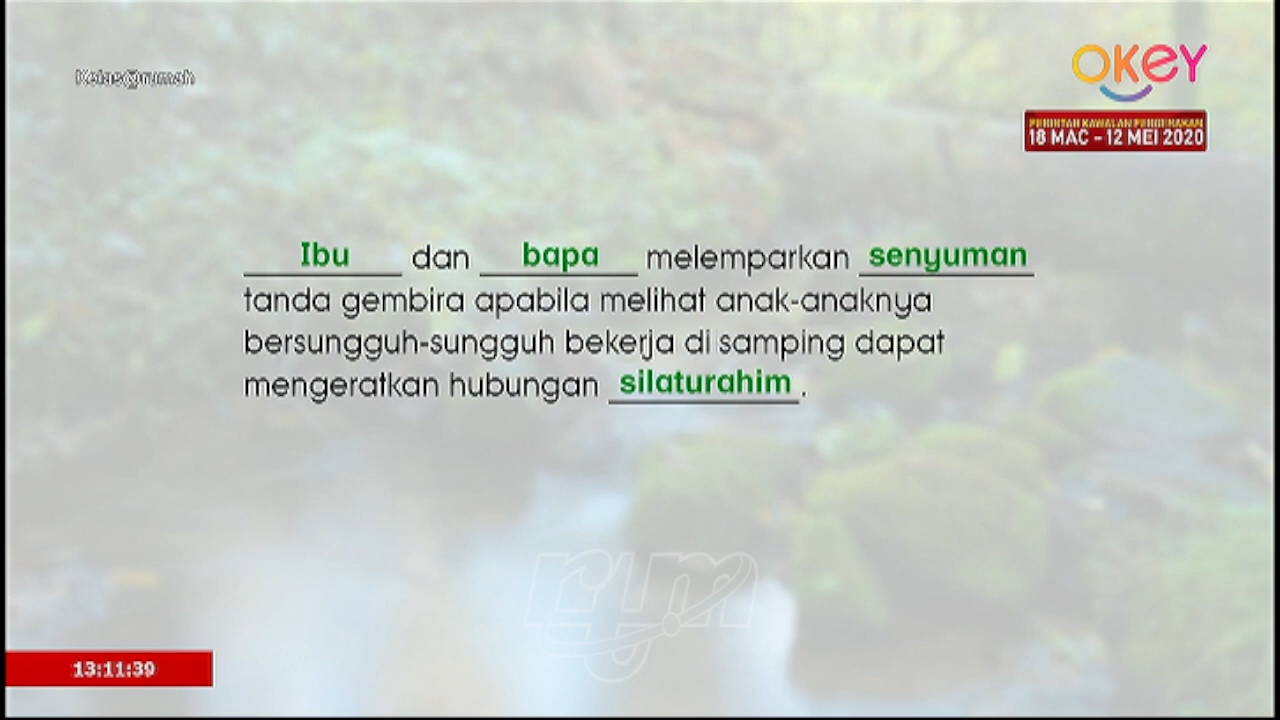 Kelas@rumah
OKEY
PERINTAH KAWALAN PERGERAKAN
18 MAC - 12 MEI 2020
Ibu dan bapa melemparkan senyuman
tanda gembira apabila melihat anak-anaknya
bersungguh-sungguh bekerja di samping dapat
mengeratkan hubungan silaturahim.
rtm
13:11:39